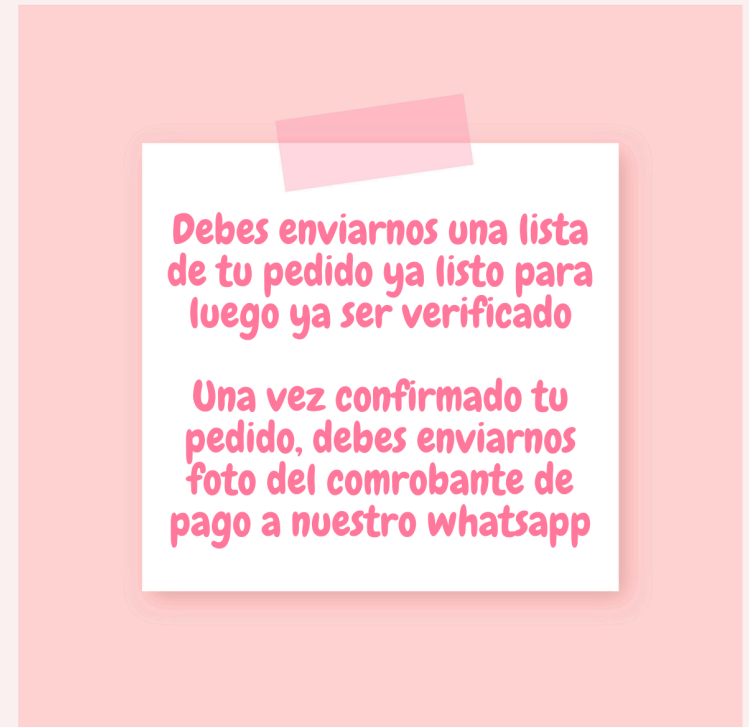 Debes enviarnos una lista
de tu pedido ya listo para
luego ya ser verificado
Una vez confirmado tu
pedido, debes enviarnos
foto del comrobante de
pago a nuestro whatsapp